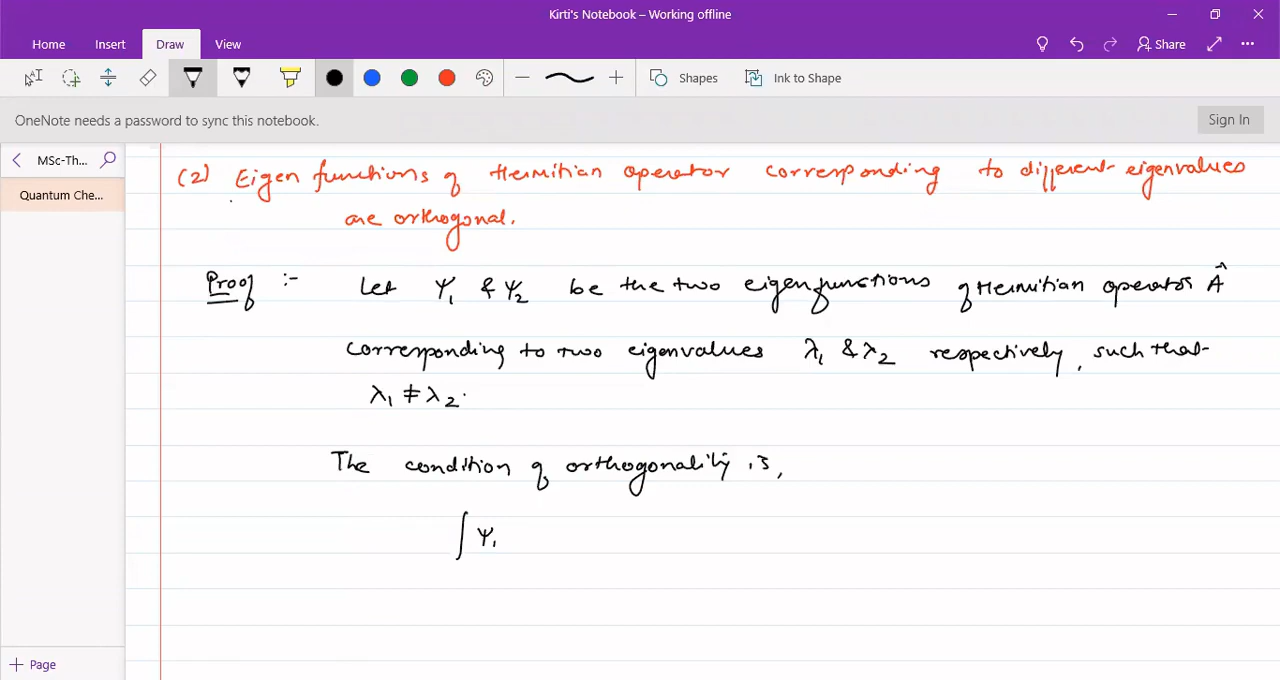 Kirti's Notebook – Working offline
Home Insert Draw View
Share
Shapes Ink to Shape
OneNote needs a password to sync this notebook.
Sign In
MSc-Th...
Quantum Che...
(2) Eigen functions of Hermitian operator corresponding to different eigenvalues
are orthogonal.
Proof :- Let Ψ₁ & Ψ₂ be the two eigenfunctions of Hermitian operator Â
corresponding to two eigenvalues λ₁ & λ₂ respectively, such that
λ₁ ≠ λ₂.
The condition of orthogonality is,
∫ Ψ₁
+ Page